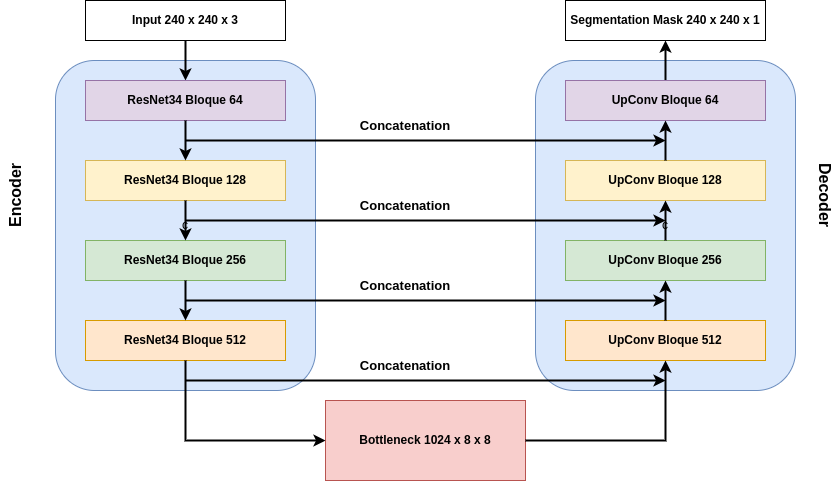 Input 240 x 240 x 3
Segmentation Mask 240 x 240 x 1
ResNet34 Bloque 64
UpConv Bloque 64
Concatenation
ResNet34 Bloque 128
UpConv Bloque 128
Encoder
Decoder
Concatenation
c
c
ResNet34 Bloque 256
UpConv Bloque 256
Concatenation
ResNet34 Bloque 512
UpConv Bloque 512
Concatenation
Bottleneck 1024 x 8 x 8